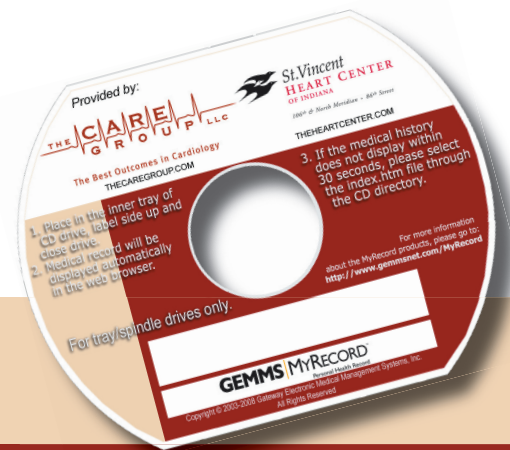 Provided by:
THE CARE GROUP LLC
The Best Outcomes in Cardiology
THECAREGROUP.COM
St.Vincent
HEART CENTER
OF INDIANA
106th & North Meridian - 86th Street
THEHEARTCENTER.COM
1. Place in the inner tray of
CD drive, label side up and
close drive.
2. Medical record will be
displayed automatically
in the web browser.
3. If the medical history
does not display within
30 seconds, please select
the index.htm file through
the CD directory.
For more information
about the MyRecord products, please go to:
http://www.gemmsnet.com/MyRecord
For tray/spindle drives only.
GEMMS MYRECORD™
Personal Health Record
Copyright © 2003-2008 Gateway Electronic Medical Management Systems, Inc.
All Rights Reserved